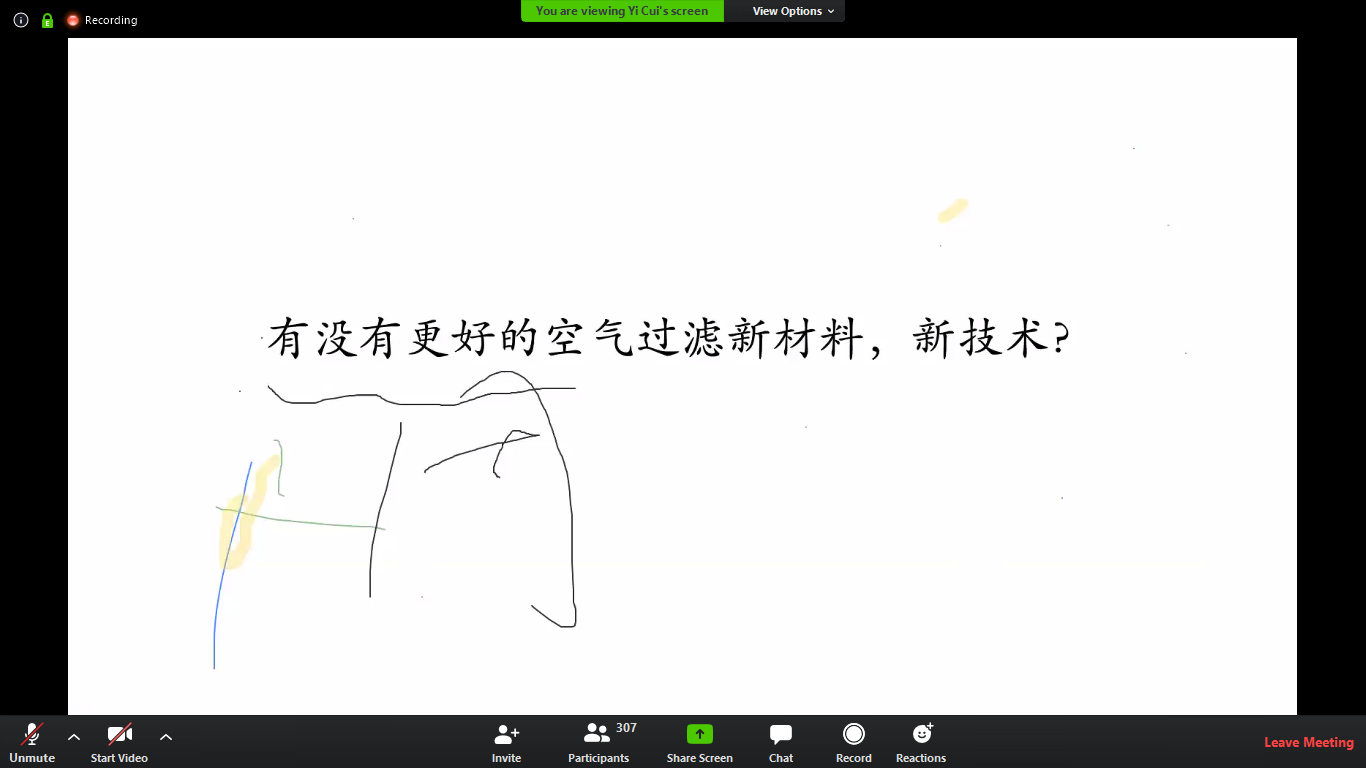 Recording
You are viewing Yi Cui's screen
View Options
有没有更好的空气过滤新材料，新技术?
Unmute
Start Video
Invite
307
Participants
Share Screen
Chat
Record
Reactions
Leave Meeting